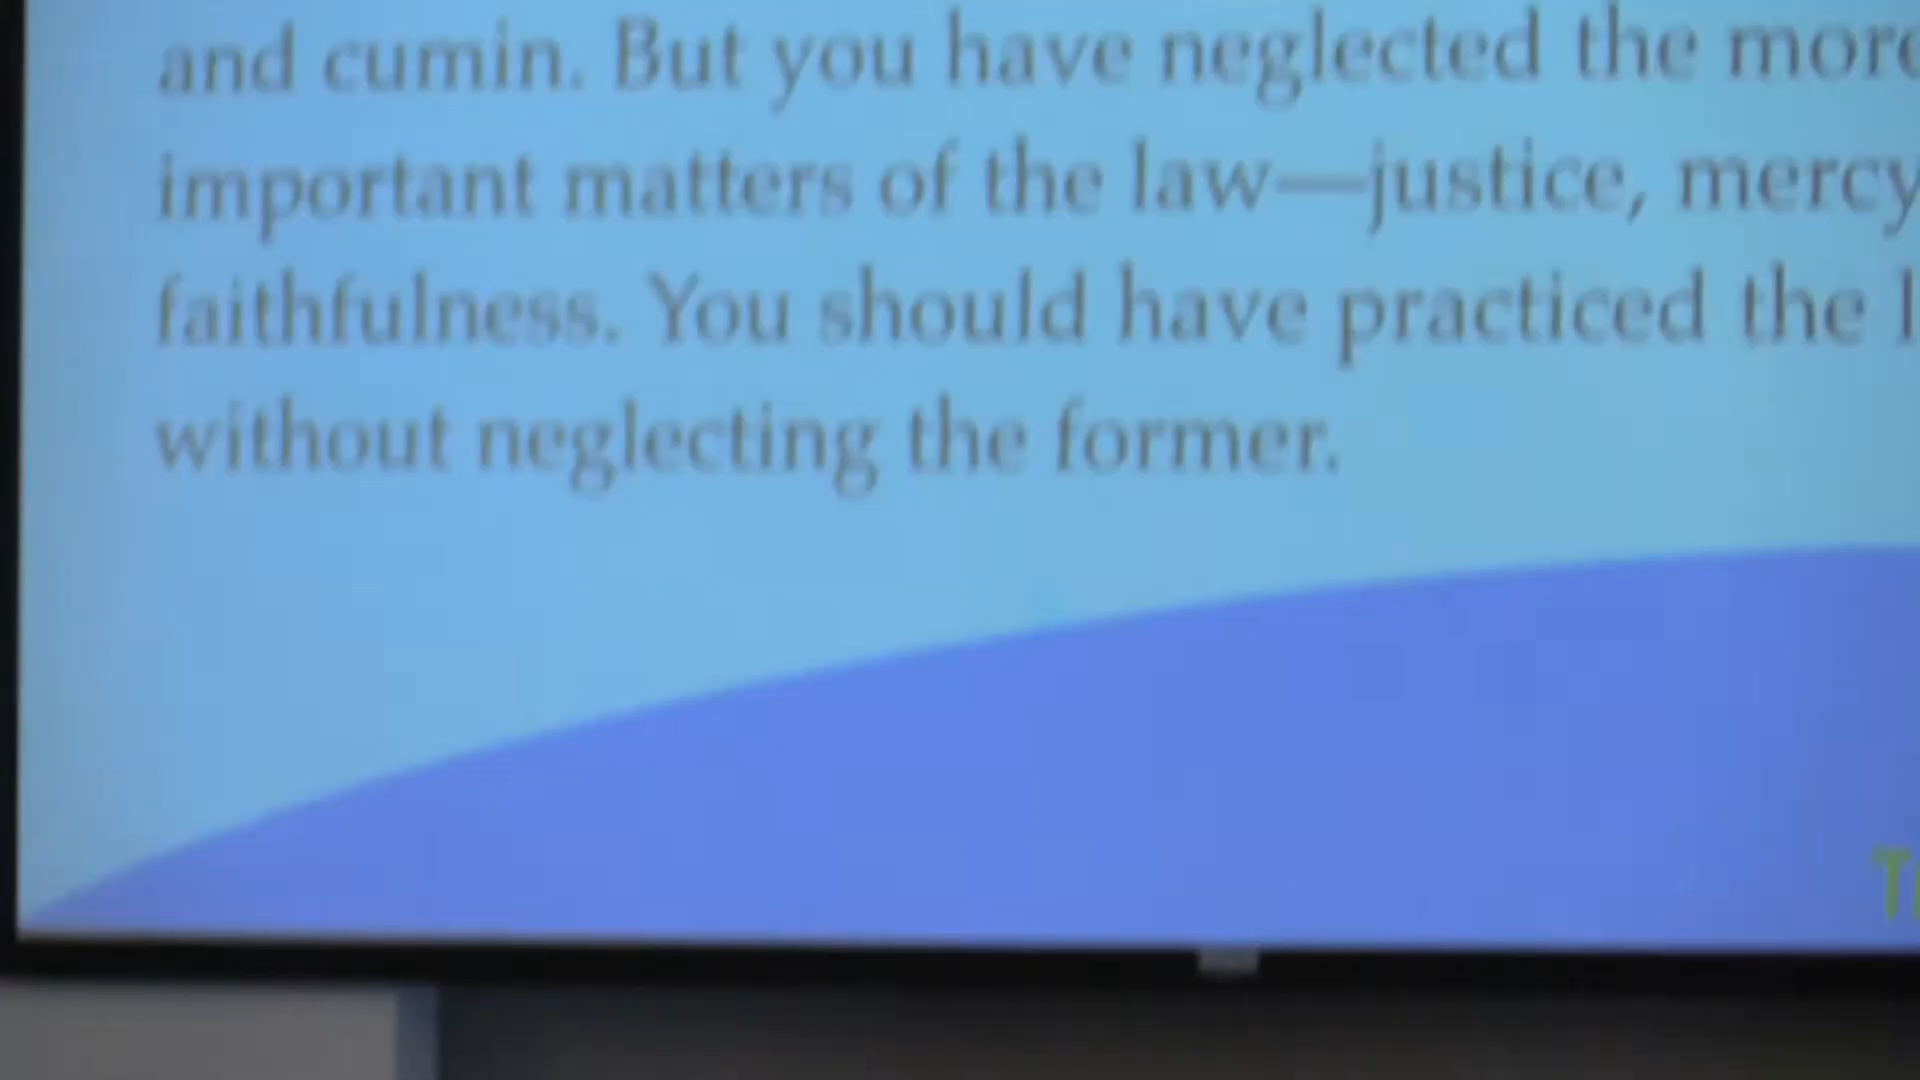 and cumin. But you have neglected the more
important matters of the law—justice, mercy
faithfulness. You should have practiced the
without neglecting the former.